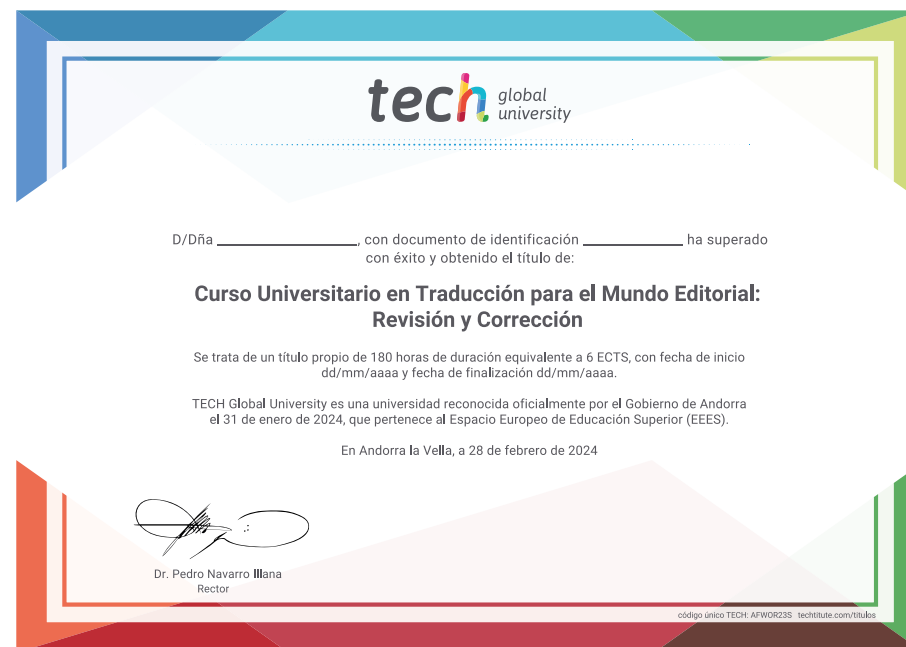 tech global university
D/Dña ____________________, con documento de identificación ______________ ha superado
con éxito y obtenido el título de:
Curso Universitario en Traducción para el Mundo Editorial:
Revisión y Corrección
Se trata de un título propio de 180 horas de duración equivalente a 6 ECTS, con fecha de inicio
dd/mm/aaaa y fecha de finalización dd/mm/aaaa.
TECH Global University es una universidad reconocida oficialmente por el Gobierno de Andorra
el 31 de enero de 2024, que pertenece al Espacio Europeo de Educación Superior (EEES).
En Andorra la Vella, a 28 de febrero de 2024
Dr. Pedro Navarro Illana
Rector
código único TECH: AFWOR23S techtitute.com/titulos